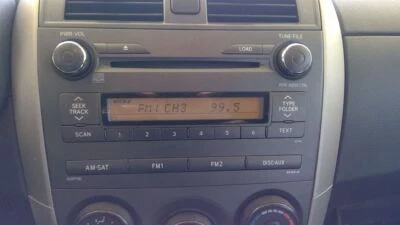 PWR·VOL
TUNE·FILE
LOAD
FM1 CH3 99.5
SEEK
TRACK
TYPE
FOLDER
SCAN 1 2 3 4 5 6 TEXT
AM·SAT FM1 FM2 DISC·AUX